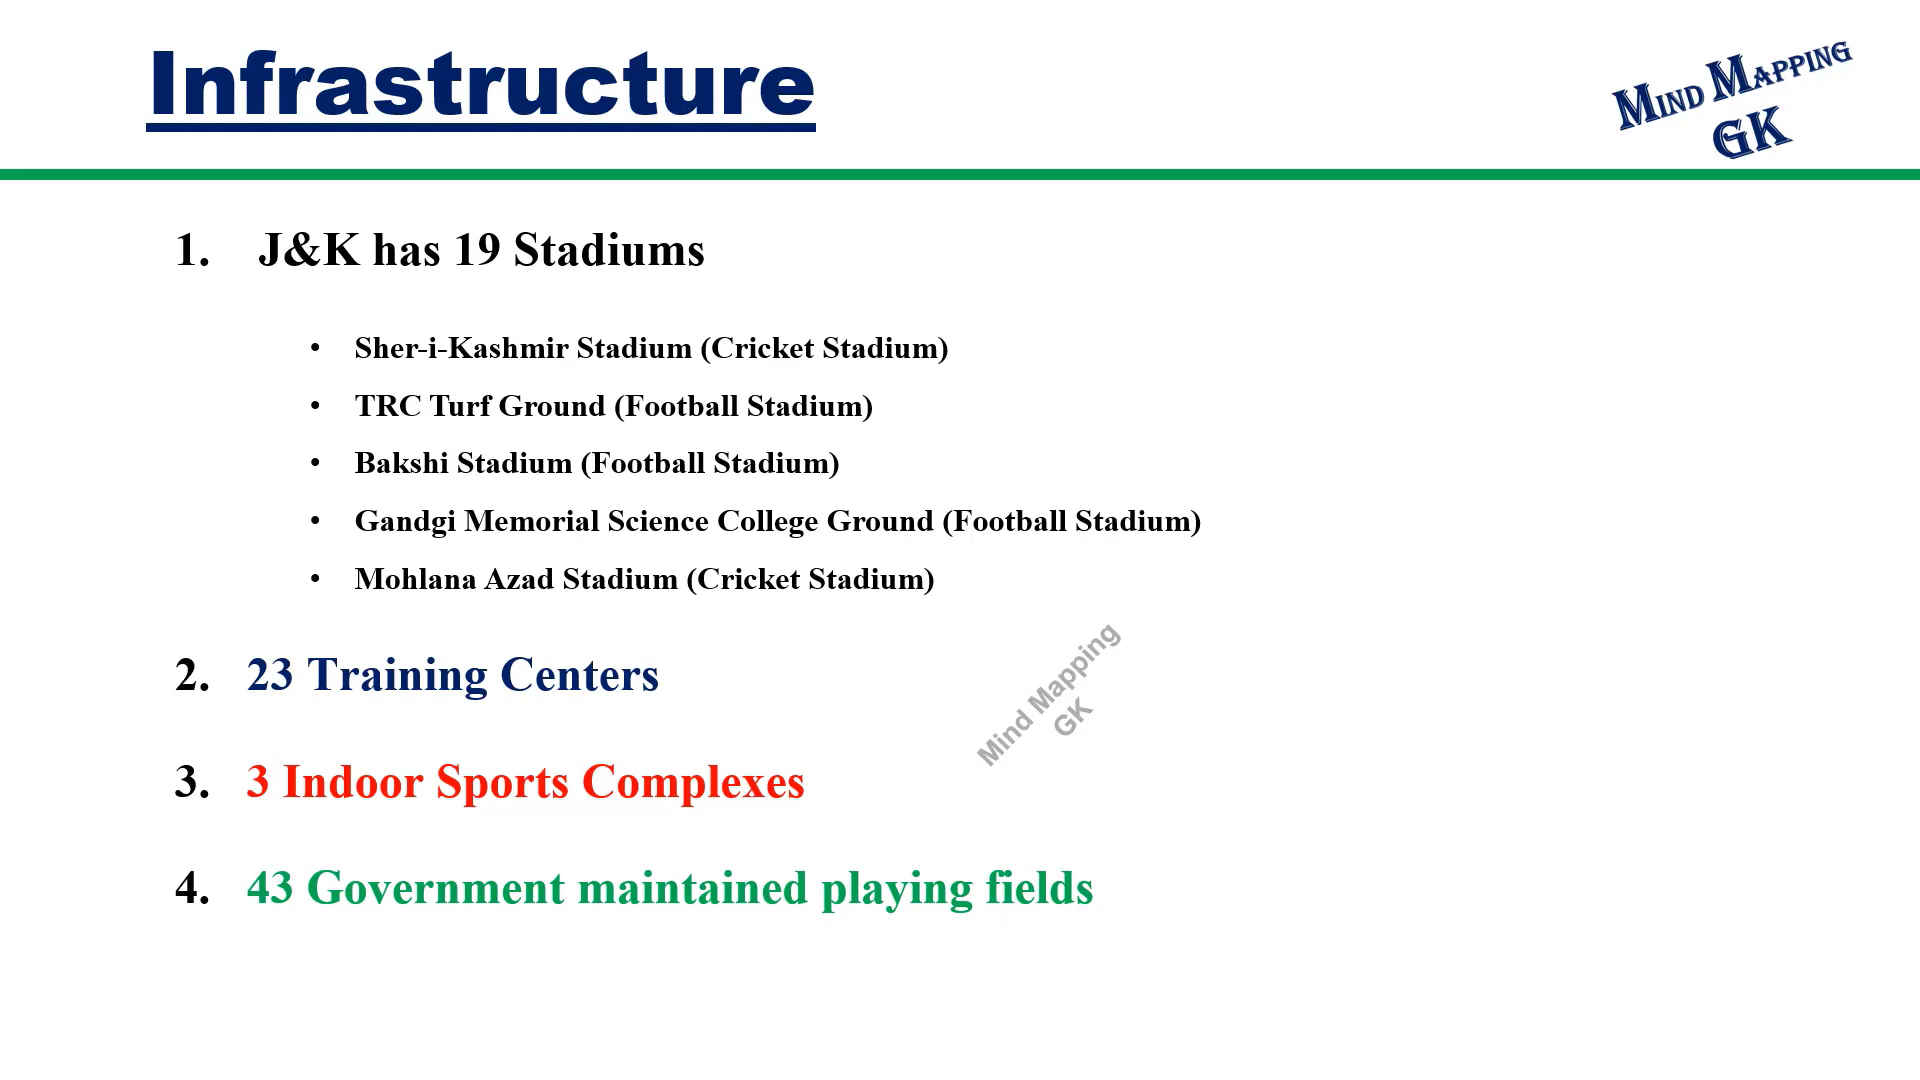 Infrastructure
MIND MAPPING
GK
1. J&K has 19 Stadiums
• Sher-i-Kashmir Stadium (Cricket Stadium)
• TRC Turf Ground (Football Stadium)
• Bakshi Stadium (Football Stadium)
• Gandgi Memorial Science College Ground (Football Stadium)
• Mohlana Azad Stadium (Cricket Stadium)
2. 23 Training Centers
Mind Mapping
GK
3. 3 Indoor Sports Complexes
4. 43 Government maintained playing fields